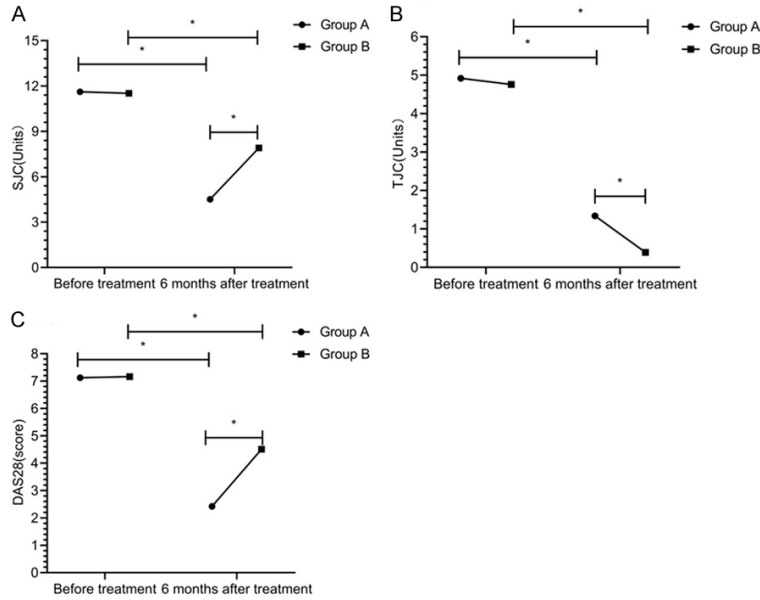 A
Group A
Group B
*
*
*
SJC(Units)
15
12
9
6
3
0
Before treatment 6 months after treatment
B
Group A
Group B
*
*
*
TJC(Units)
6
5
4
3
2
1
0
Before treatment 6 months after treatment
C
Group A
Group B
*
*
*
DAS28(score)
8
7
6
5
4
3
2
1
0
Before treatment 6 months after treatment